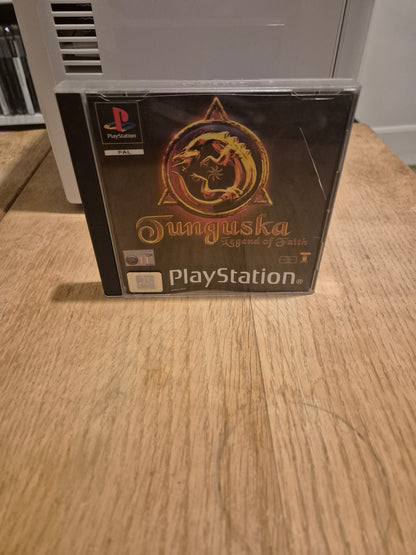 PlayStation
PAL
Tunguska
Legend of Faith
PlayStation